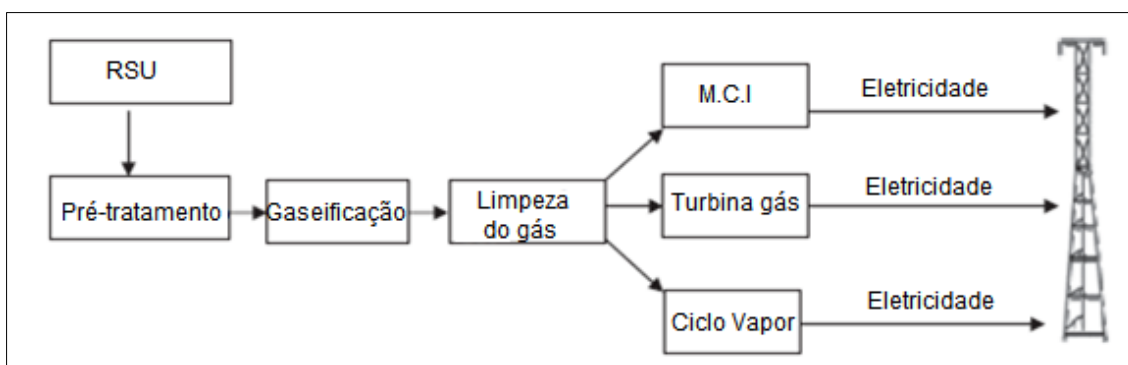 RSU
Pré-tratamento
Gaseificação
Limpeza
do gás
M.C.I
Eletricidade
Turbina gás
Eletricidade
Ciclo Vapor
Eletricidade